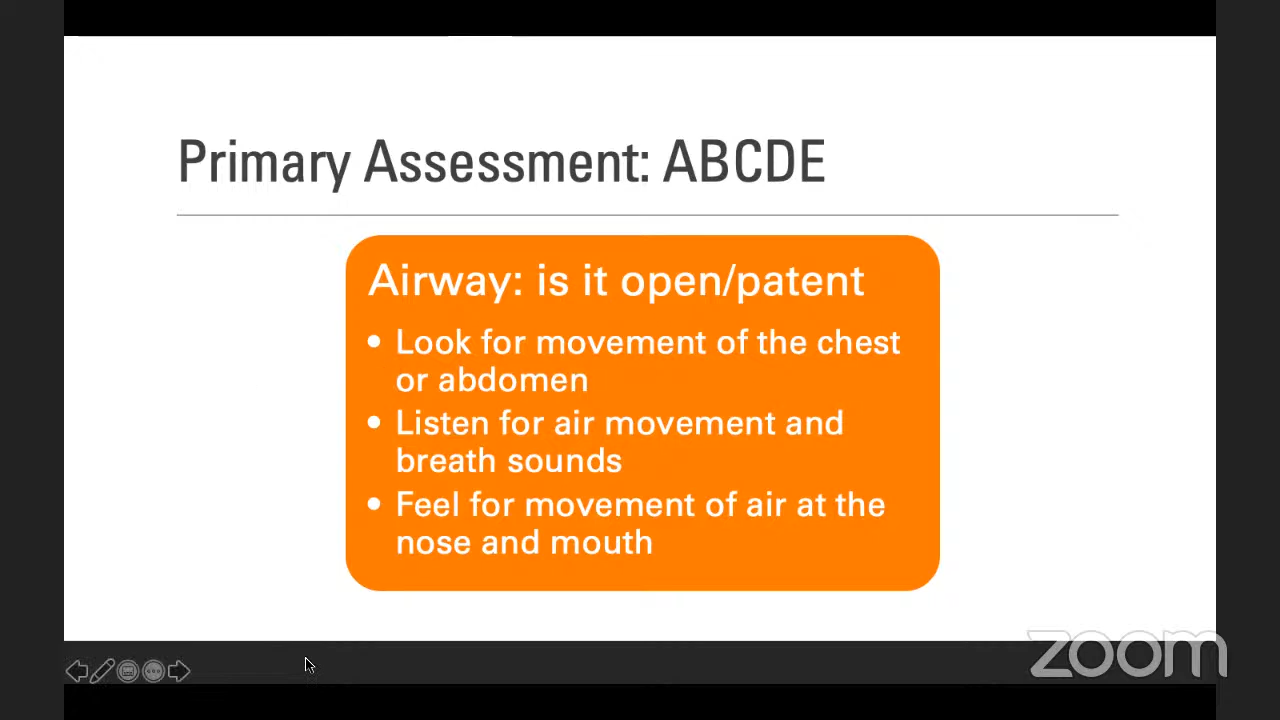 Primary Assessment: ABCDE
Airway: is it open/patent
• Look for movement of the chest
or abdomen
• Listen for air movement and
breath sounds
• Feel for movement of air at the
nose and mouth
zoom